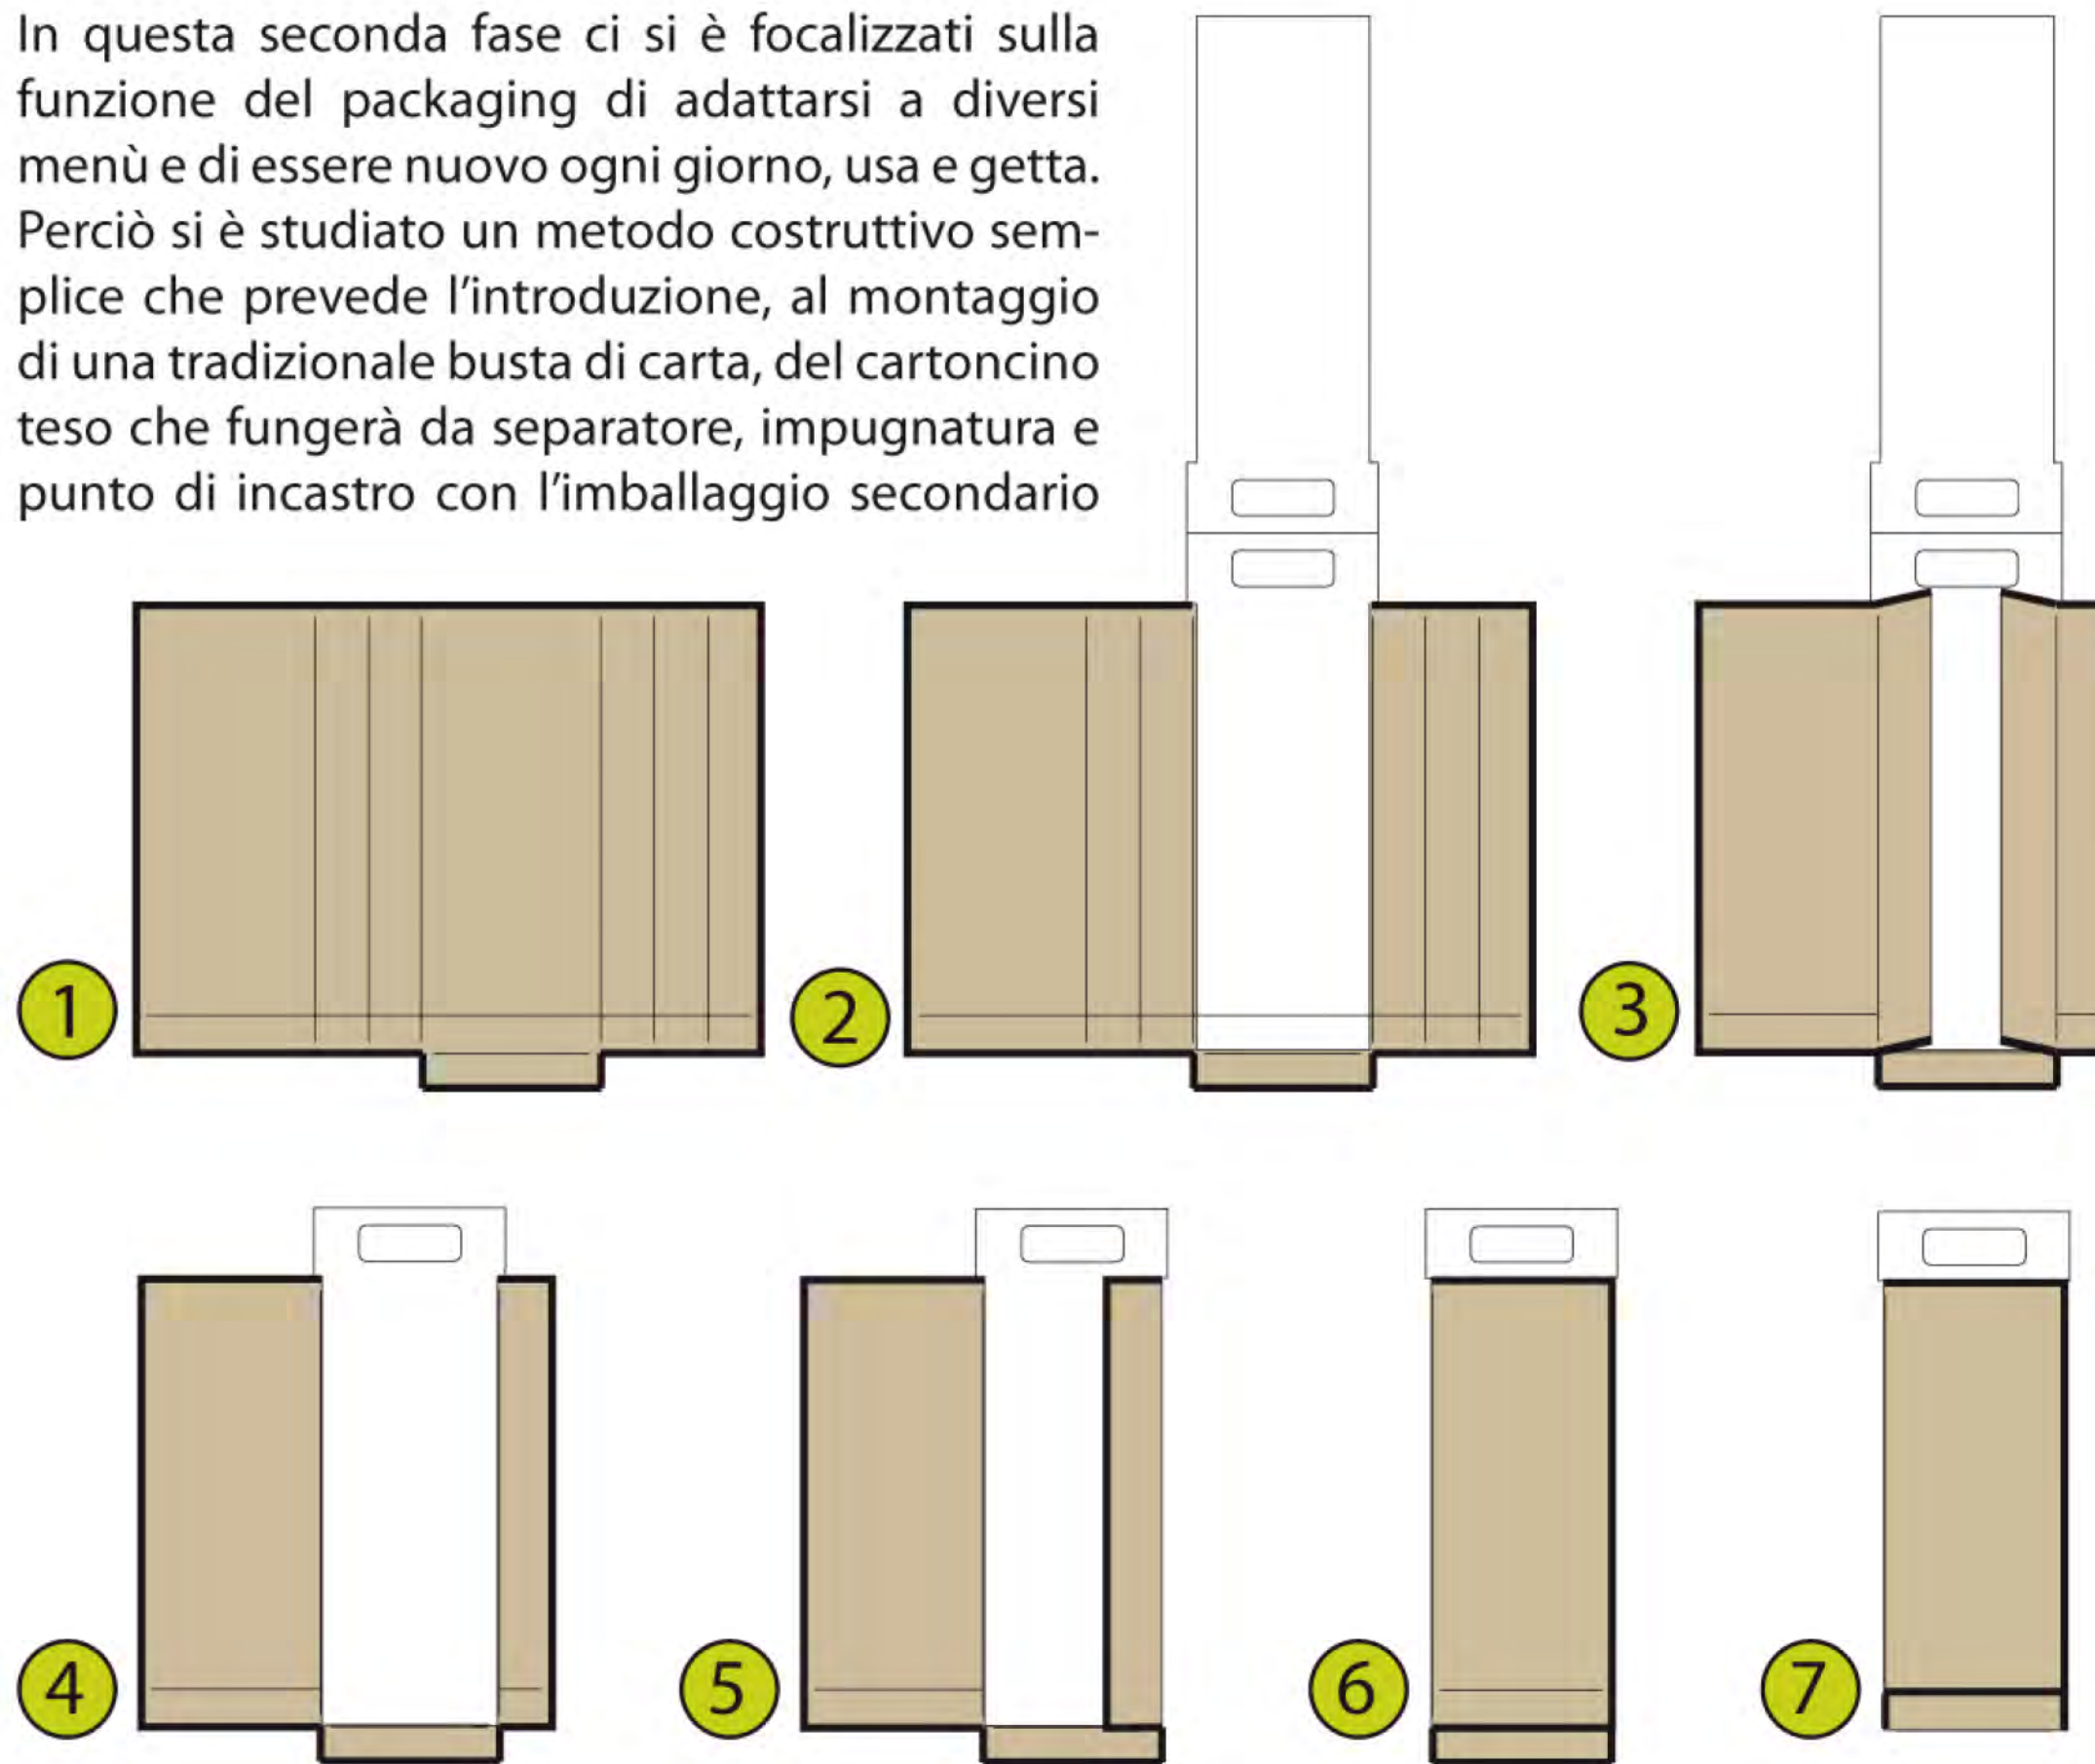 In questa seconda fase ci si è focalizzati sulla
funzione del packaging di adattarsi a diversi
menù e di essere nuovo ogni giorno, usa e getta.
Perciò si è studiato un metodo costruttivo sem-
plice che prevede l'introduzione, al montaggio
di una tradizionale busta di carta, del cartoncino
teso che fungerà da separatore, impugnatura e
punto di incastro con l'imballaggio secondario
1
2
3
4
5
6
7